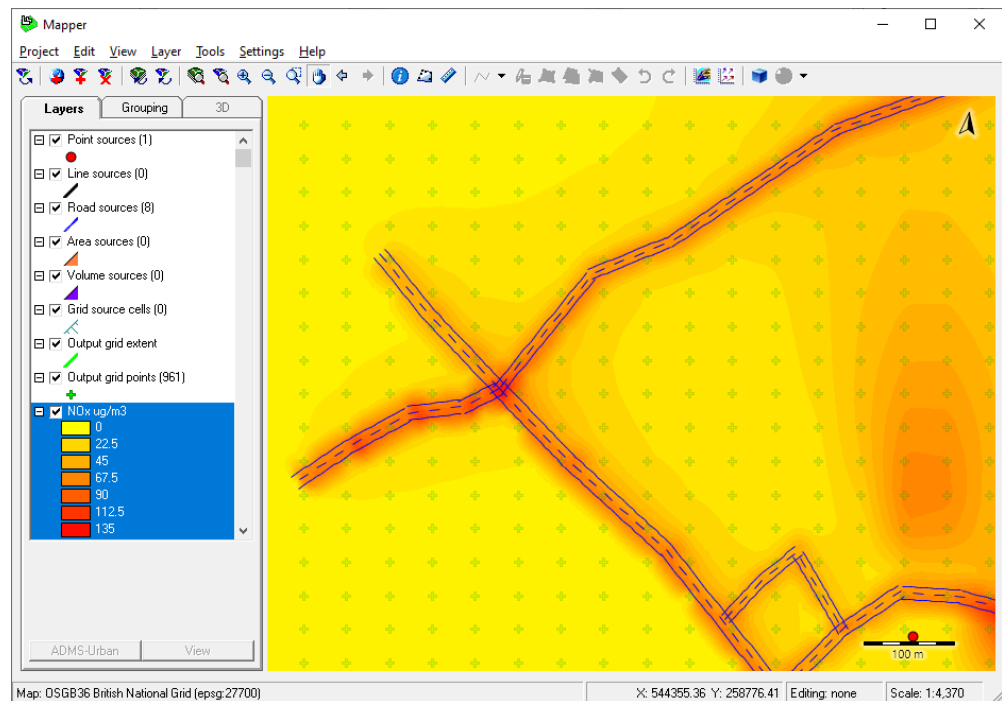 Mapper
Project Edit View Layer Tools Settings Help
Layers Grouping 3D
Point sources (1)
Line sources (0)
Road sources (8)
Area sources (0)
Volume sources (0)
Grid source cells (0)
Output grid extent
Output grid points (961)
NOx ug/m3
0
22.5
45
67.5
90
112.5
135
100 m
ADMS-Urban View
Map: OSGB36 British National Grid (epsg:27700) X: 544355.36 Y: 258776.41 Editing: none Scale: 1:4,370